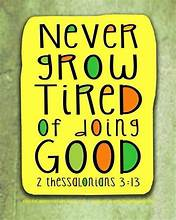 NEVER
GROW
TIRED
of doing
GOOD
2 Thessalonians 3:13